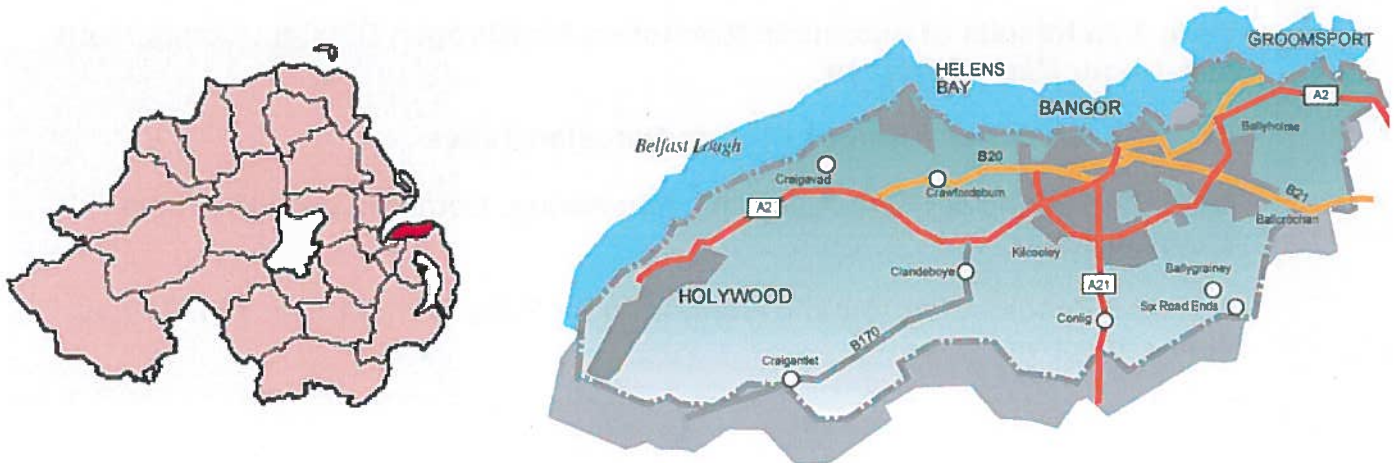 GROOMSPORT
HELENS
BAY
BANGOR
A2
Ballyholme
Belfast Lough
B20
Craigavad
Crawfordsburn
B21
A2
Ballicrochan
Kilcooley
Clandeboye
Ballygrainey
A21
HOLYWOOD
Six Road Ends
Conlig
B170
Craigantlet